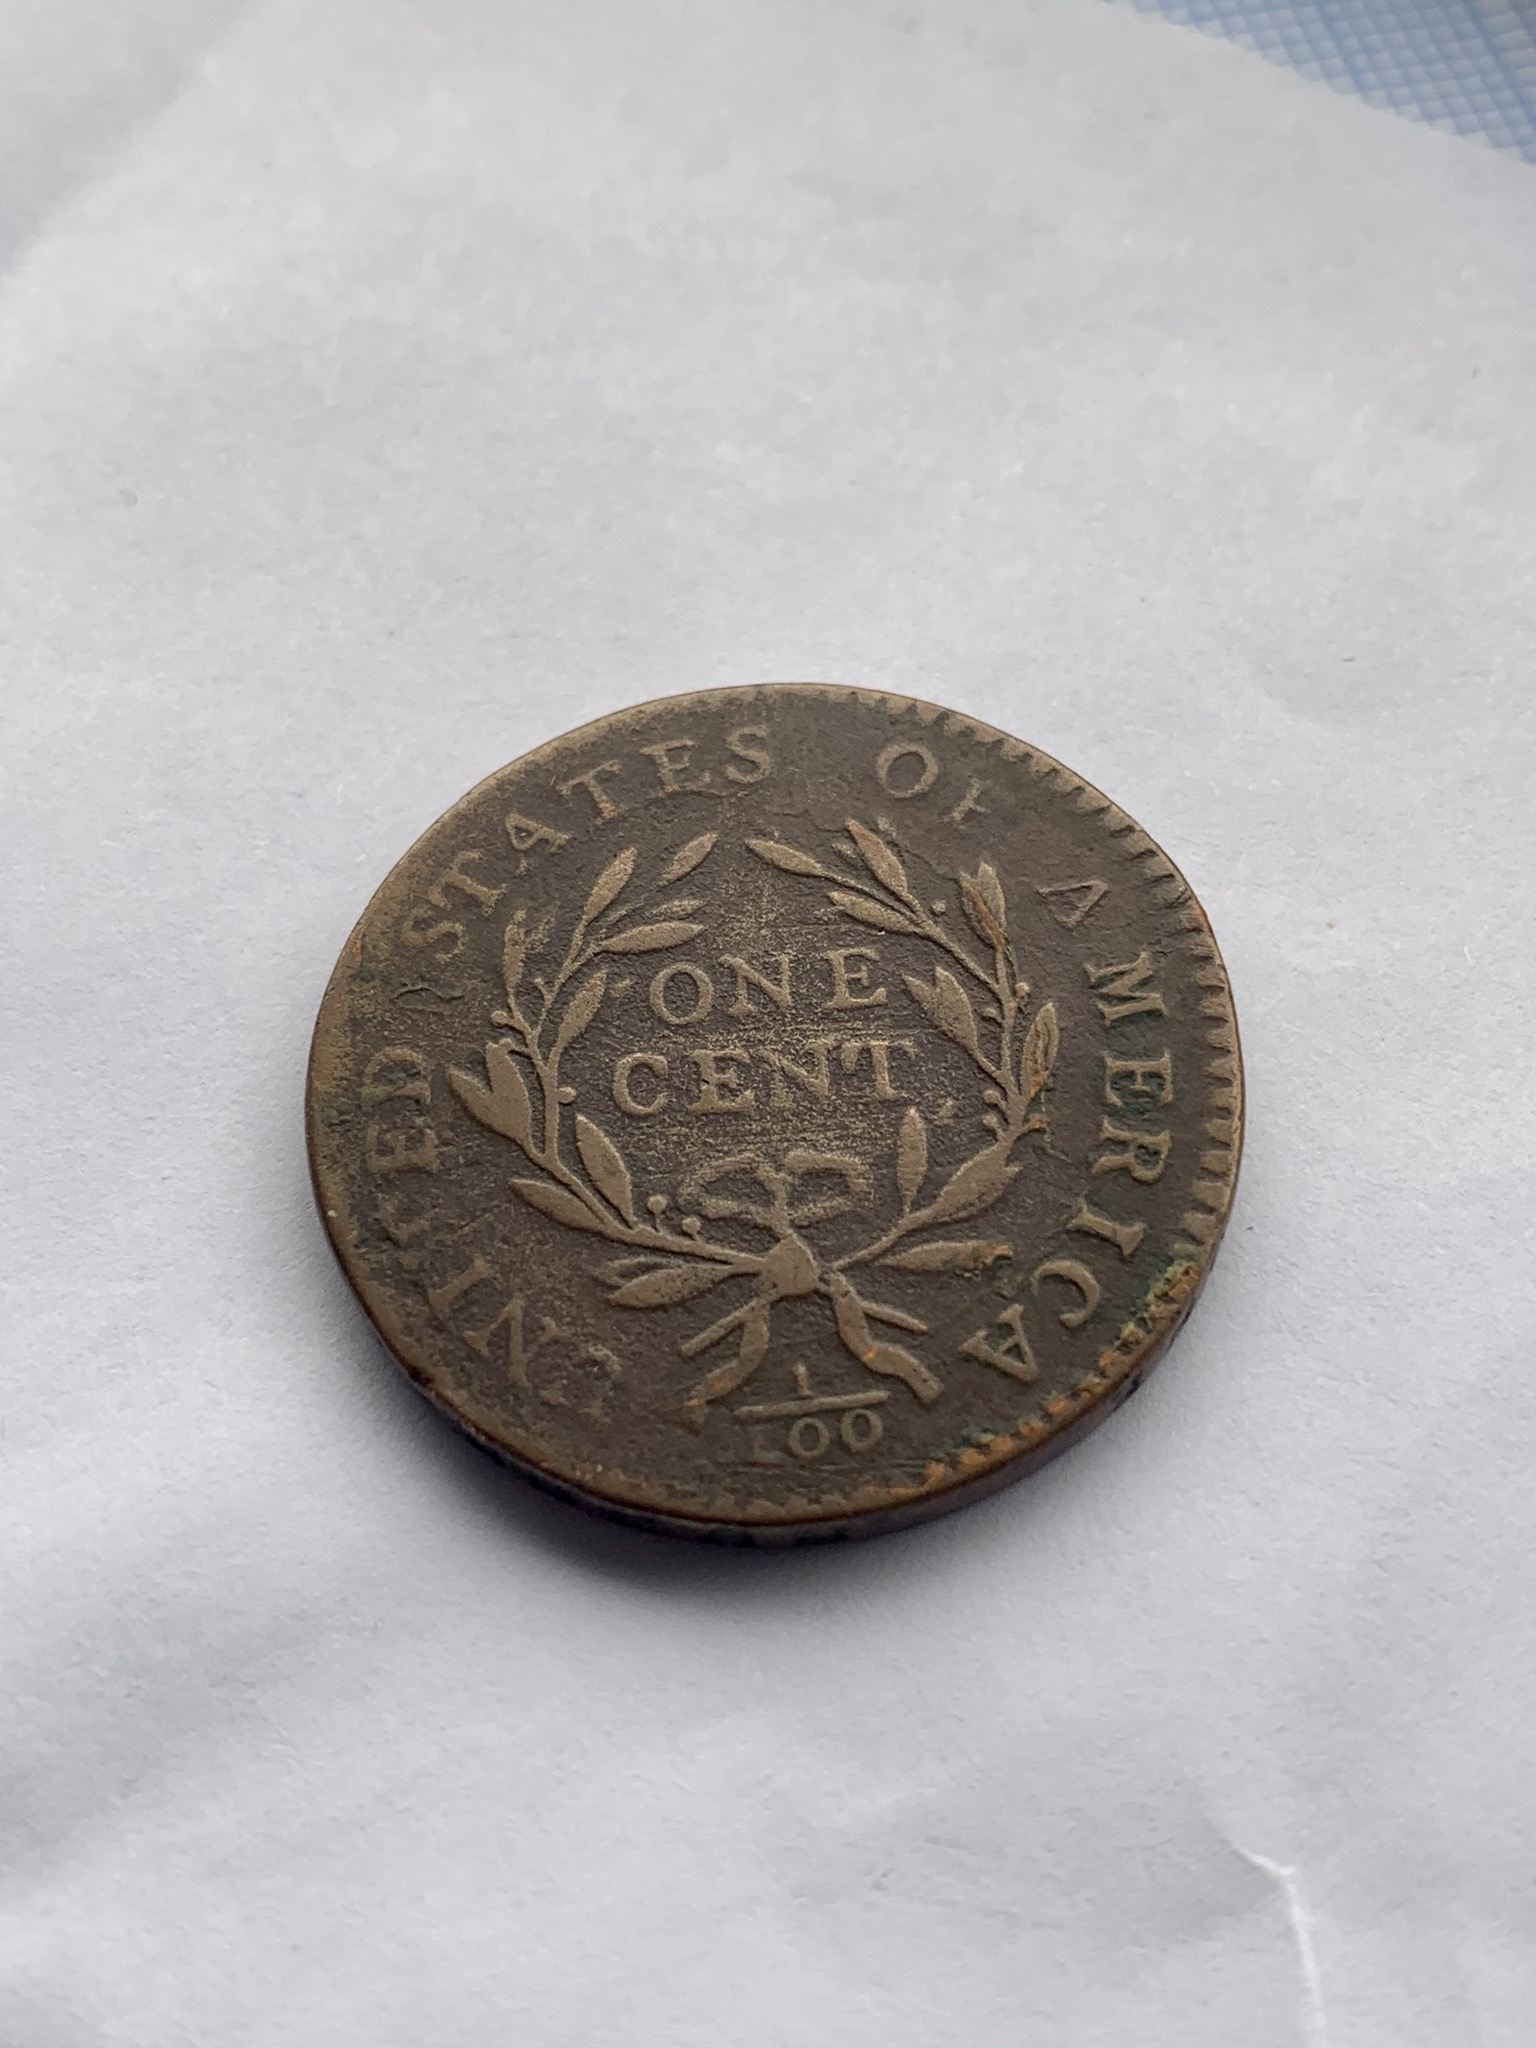 UNITED STATES OF AMERICA
ONE
CENT
1
100